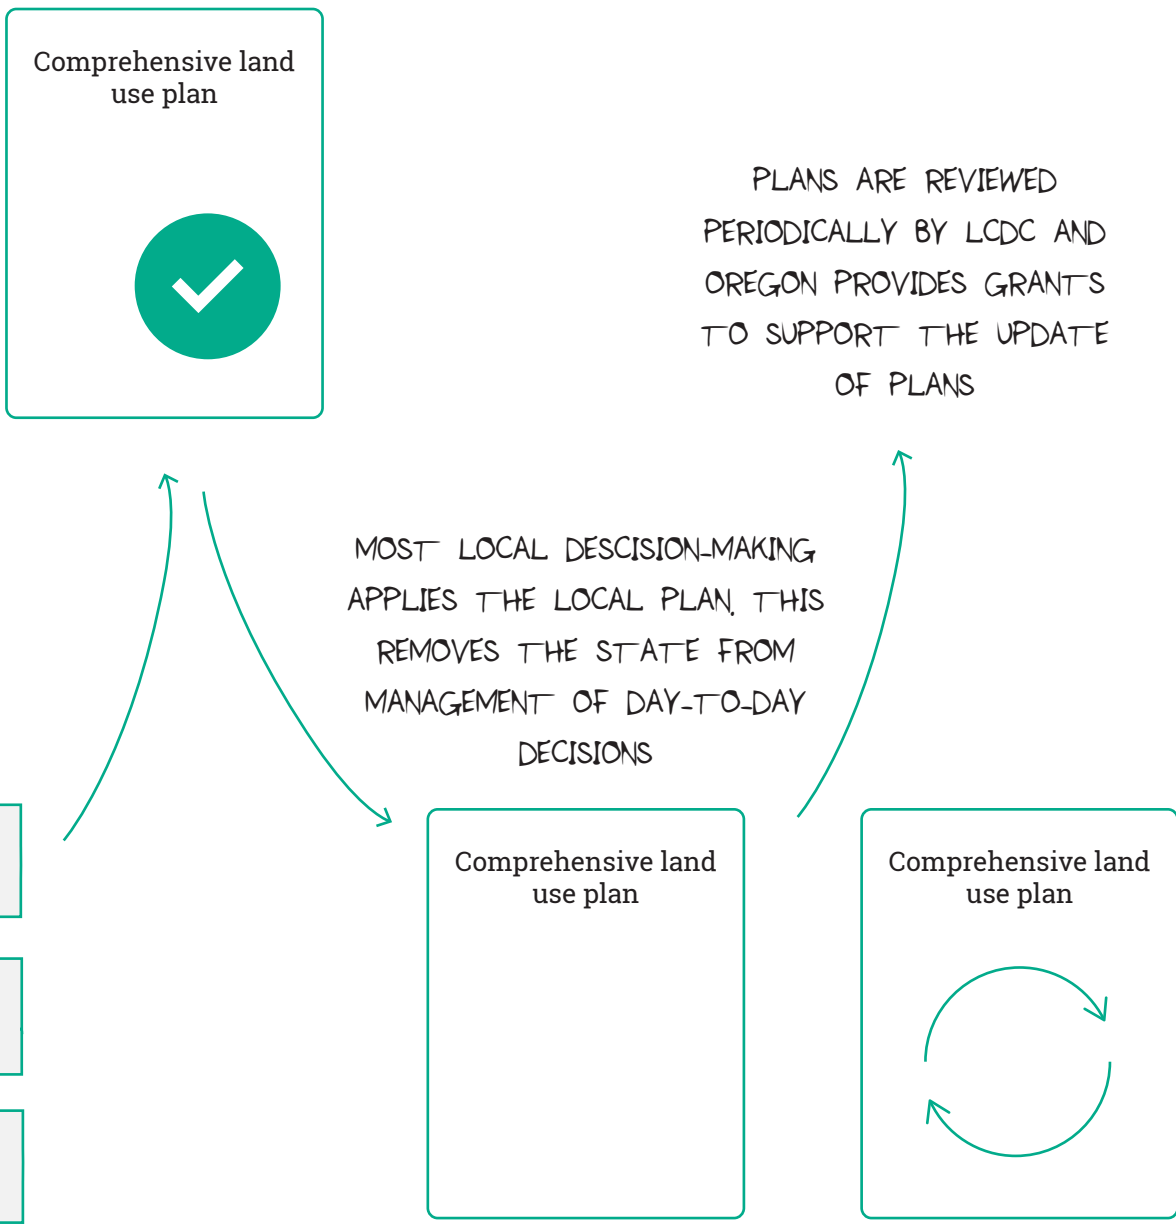 Comprehensive land
use plan
PLANS ARE REVIEWED
PERIODICALLY BY LCDC AND
OREGON PROVIDES GRANTS
TO SUPPORT THE UPDATE
OF PLANS
MOST LOCAL DESCISION-MAKING
APPLIES THE LOCAL PLAN. THIS
REMOVES THE STATE FROM
MANAGEMENT OF DAY-TO-DAY
DECISIONS
Comprehensive land
use plan
Comprehensive land
use plan